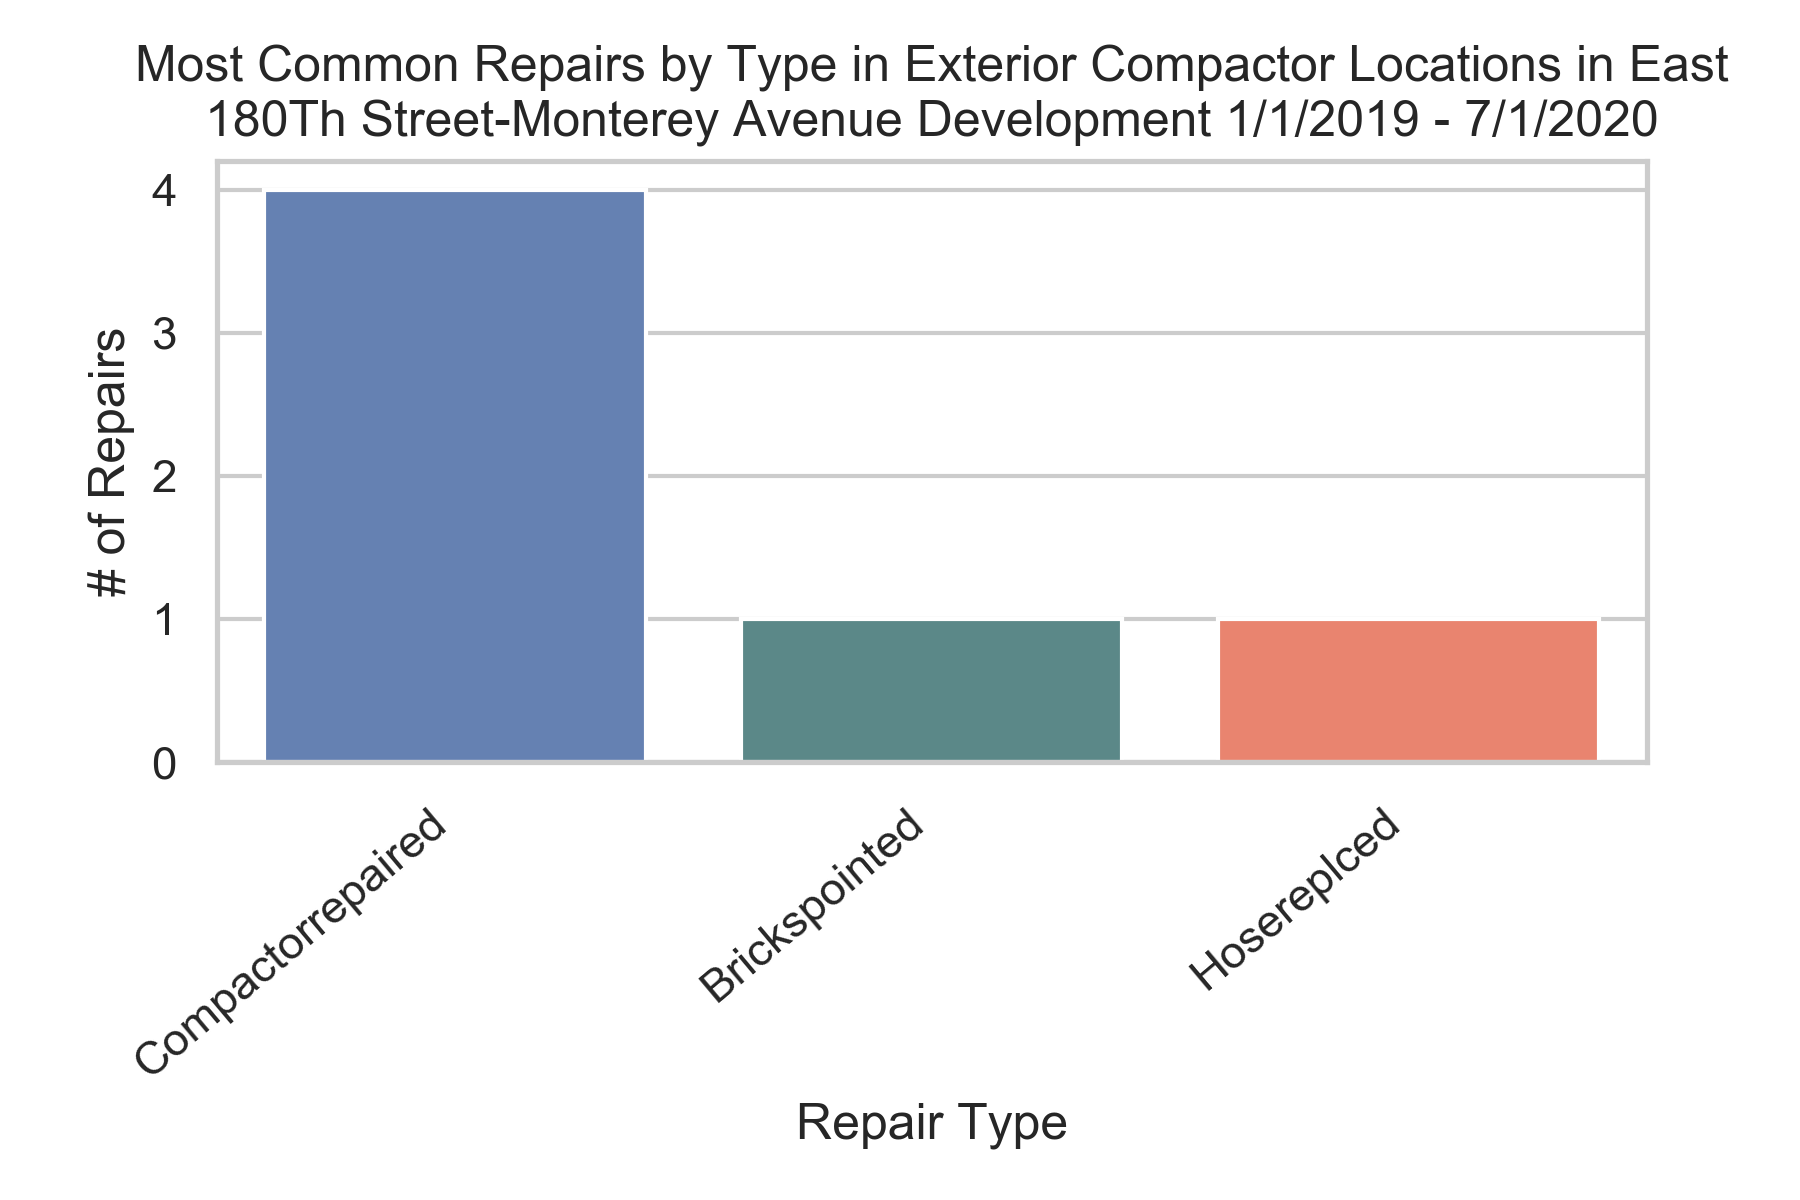 Most Common Repairs by Type in Exterior Compactor Locations in East
180Th Street-Monterey Avenue Development 1/1/2019 - 7/1/2020
# of Repairs
4
3
2
1
0
Compactorrepaired
Brickspointed
Hosereplced
Repair Type